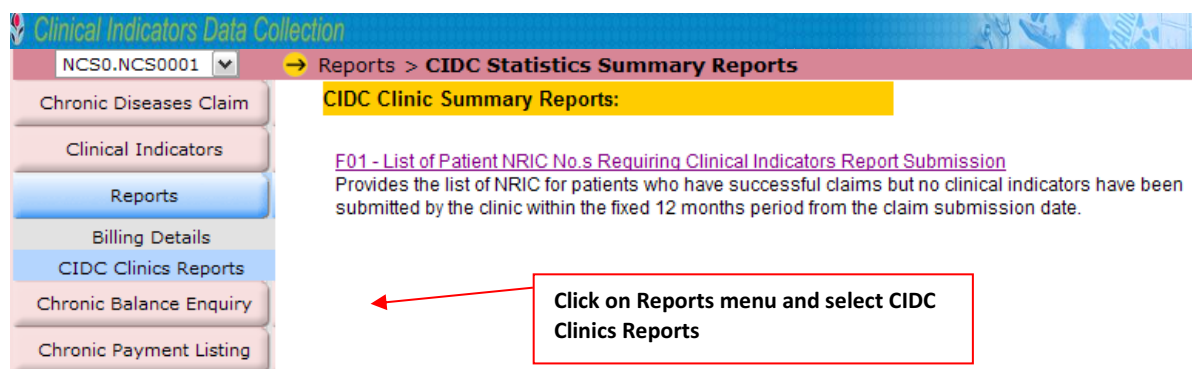 Clinical Indicators Data Collection
NCS0.NCS0001
Reports > CIDC Statistics Summary Reports
Chronic Diseases Claim
Clinical Indicators
Reports
Billing Details
CIDC Clinics Reports
Chronic Balance Enquiry
Chronic Payment Listing
CIDC Clinic Summary Reports:
F01 - List of Patient NRIC No.s Requiring Clinical Indicators Report Submission
Provides the list of NRIC for patients who have successful claims but no clinical indicators have been
submitted by the clinic within the fixed 12 months period from the claim submission date.
Click on Reports menu and select CIDC
Clinics Reports